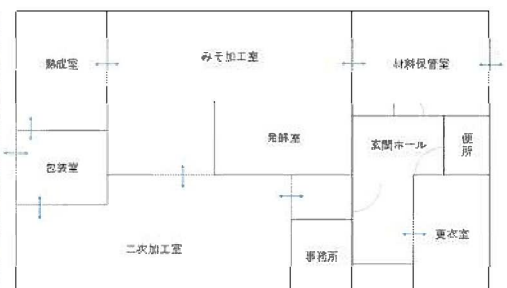 熟成室
みそ加工室
材料保管室
発酵室
玄関ホール
便所
包装室
更衣室
二次加工室
事務所